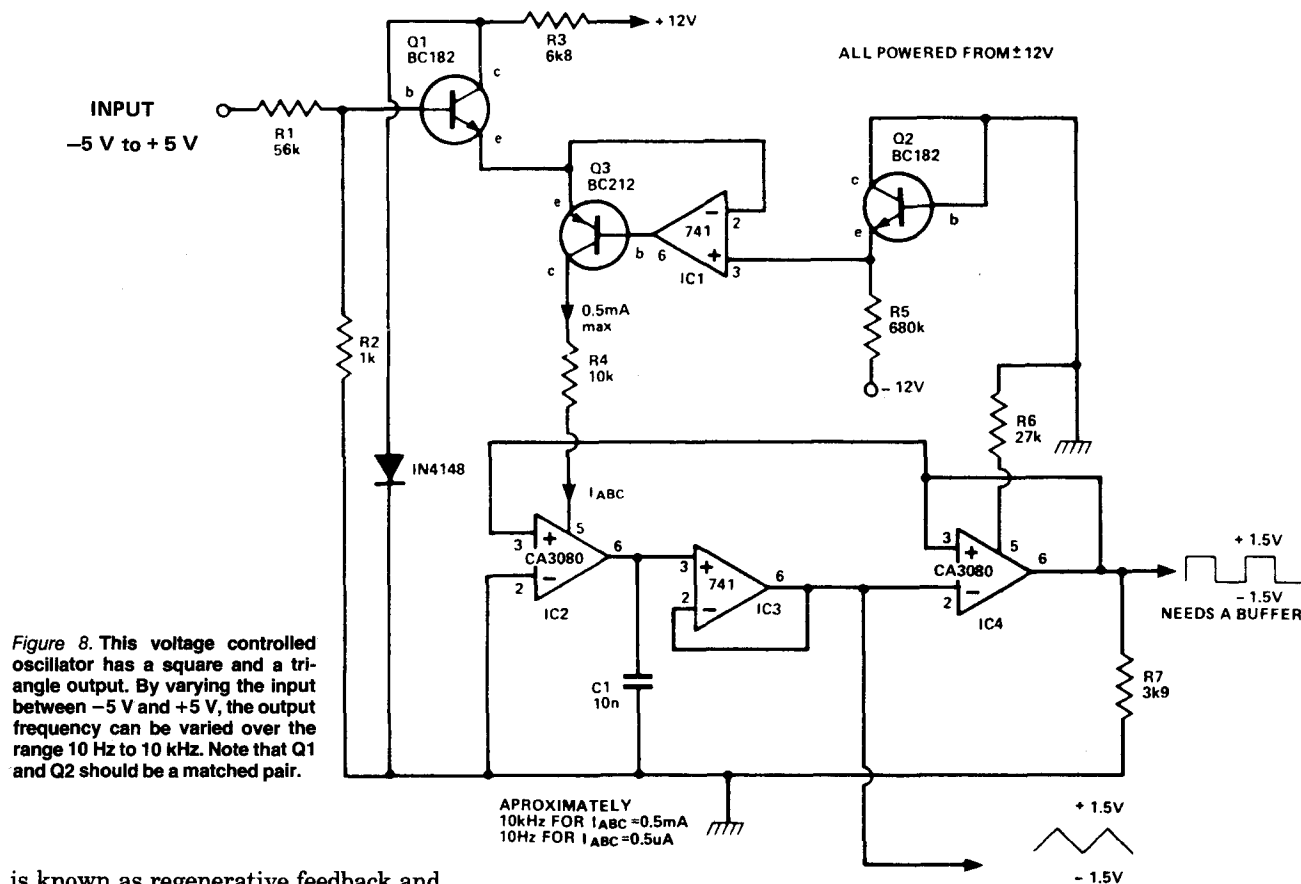 + 12V
R3
6k8
Q1
BC182
c
b
e
ALL POWERED FROM ± 12V
INPUT
−5 V to + 5 V
R1
56k
Q3
BC212
e
b
c
−
741
+
2
6
3
IC1
Q2
BC182
c
b
e
0.5mA
max
R2
1k
R4
10k
R5
680k
− 12V
R6
27k
IN4148
I ABC
3
+
5
CA3080
6
−
2
IC2
3
+
741
6
2
−
IC3
3
+
5
CA3080
6
−
2
IC4
+ 1.5V
− 1.5V
NEEDS A BUFFER
C1
10n
R7
3k9
Figure 8. This voltage controlled
oscillator has a square and a tri-
angle output. By varying the input
between −5 V and +5 V, the output
frequency can be varied over the
range 10 Hz to 10 kHz. Note that Q1
and Q2 should be a matched pair.
APROXIMATELY
10kHz FOR I ABC =0.5mA
10Hz FOR I ABC =0.5uA
+ 1.5V
− 1.5V
is known as regenerative feedback and